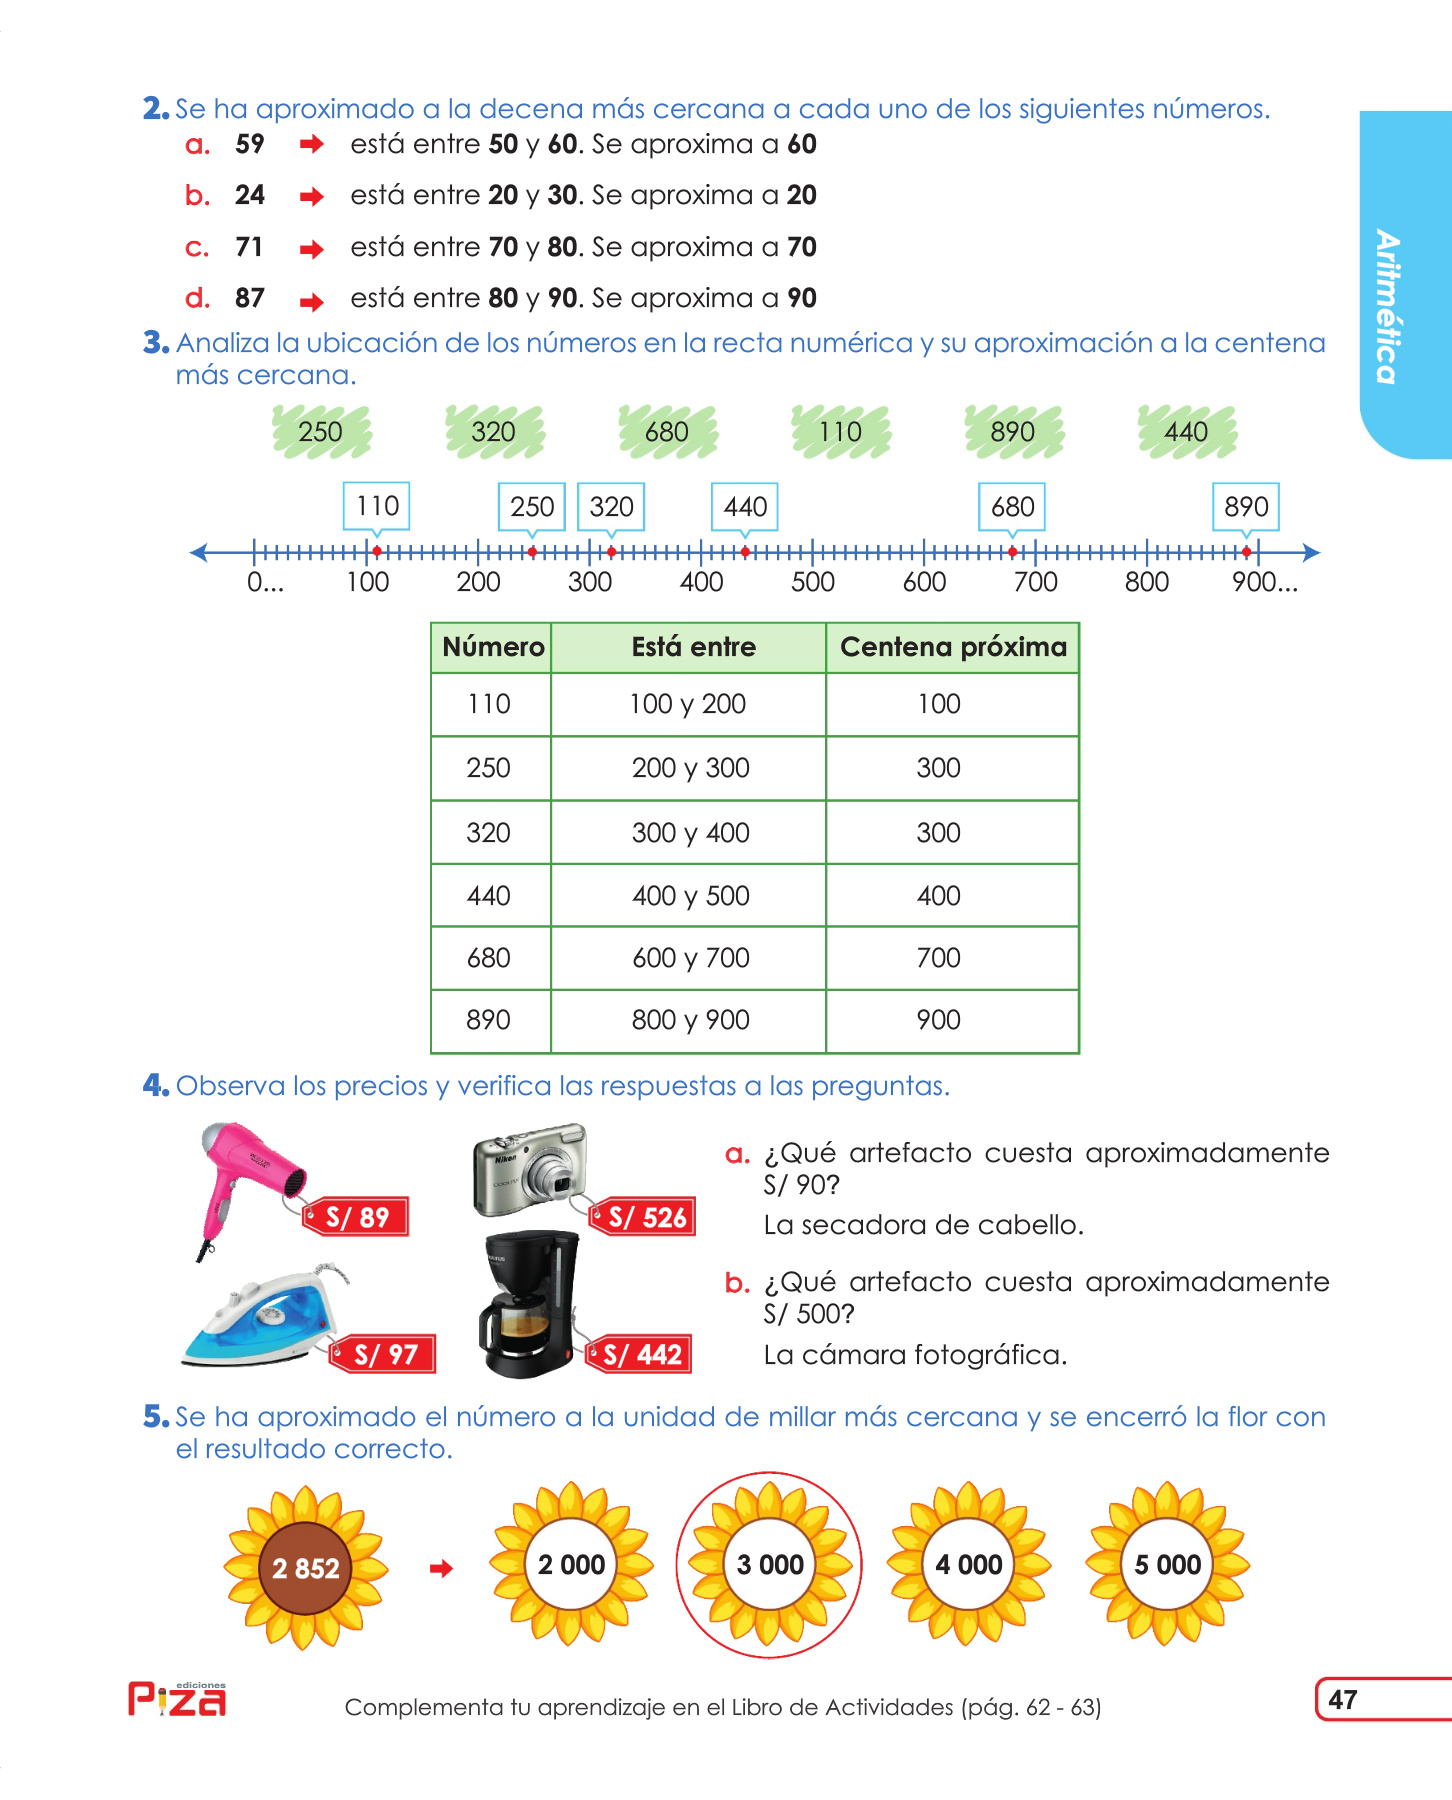 2. Se ha aproximado a la decena más cercana a cada uno de los siguientes números.
a. 59 está entre 50 y 60. Se aproxima a 60
b. 24 está entre 20 y 30. Se aproxima a 20
c. 71 está entre 70 y 80. Se aproxima a 70
d. 87 está entre 80 y 90. Se aproxima a 90
Aritmética
3. Analiza la ubicación de los números en la recta numérica y su aproximación a la centena
más cercana.
250 320 680 110 890 440
110 250 320 440 680 890
0... 100 200 300 400 500 600 700 800 900...
Número Está entre Centena próxima
110 100 y 200 100
250 200 y 300 300
320 300 y 400 300
440 400 y 500 400
680 600 y 700 700
890 800 y 900 900
4. Observa los precios y verifica las respuestas a las preguntas.
Nikon
S/ 89
S/ 526
S/ 97
S/ 442
a. ¿Qué artefacto cuesta aproximadamente
S/ 90?
La secadora de cabello.
b. ¿Qué artefacto cuesta aproximadamente
S/ 500?
La cámara fotográfica.
5. Se ha aproximado el número a la unidad de millar más cercana y se encerró la flor con
el resultado correcto.
2 852 2 000 3 000 4 000 5 000
ediciones
Piza
Complementa tu aprendizaje en el Libro de Actividades (pág. 62 - 63)
47